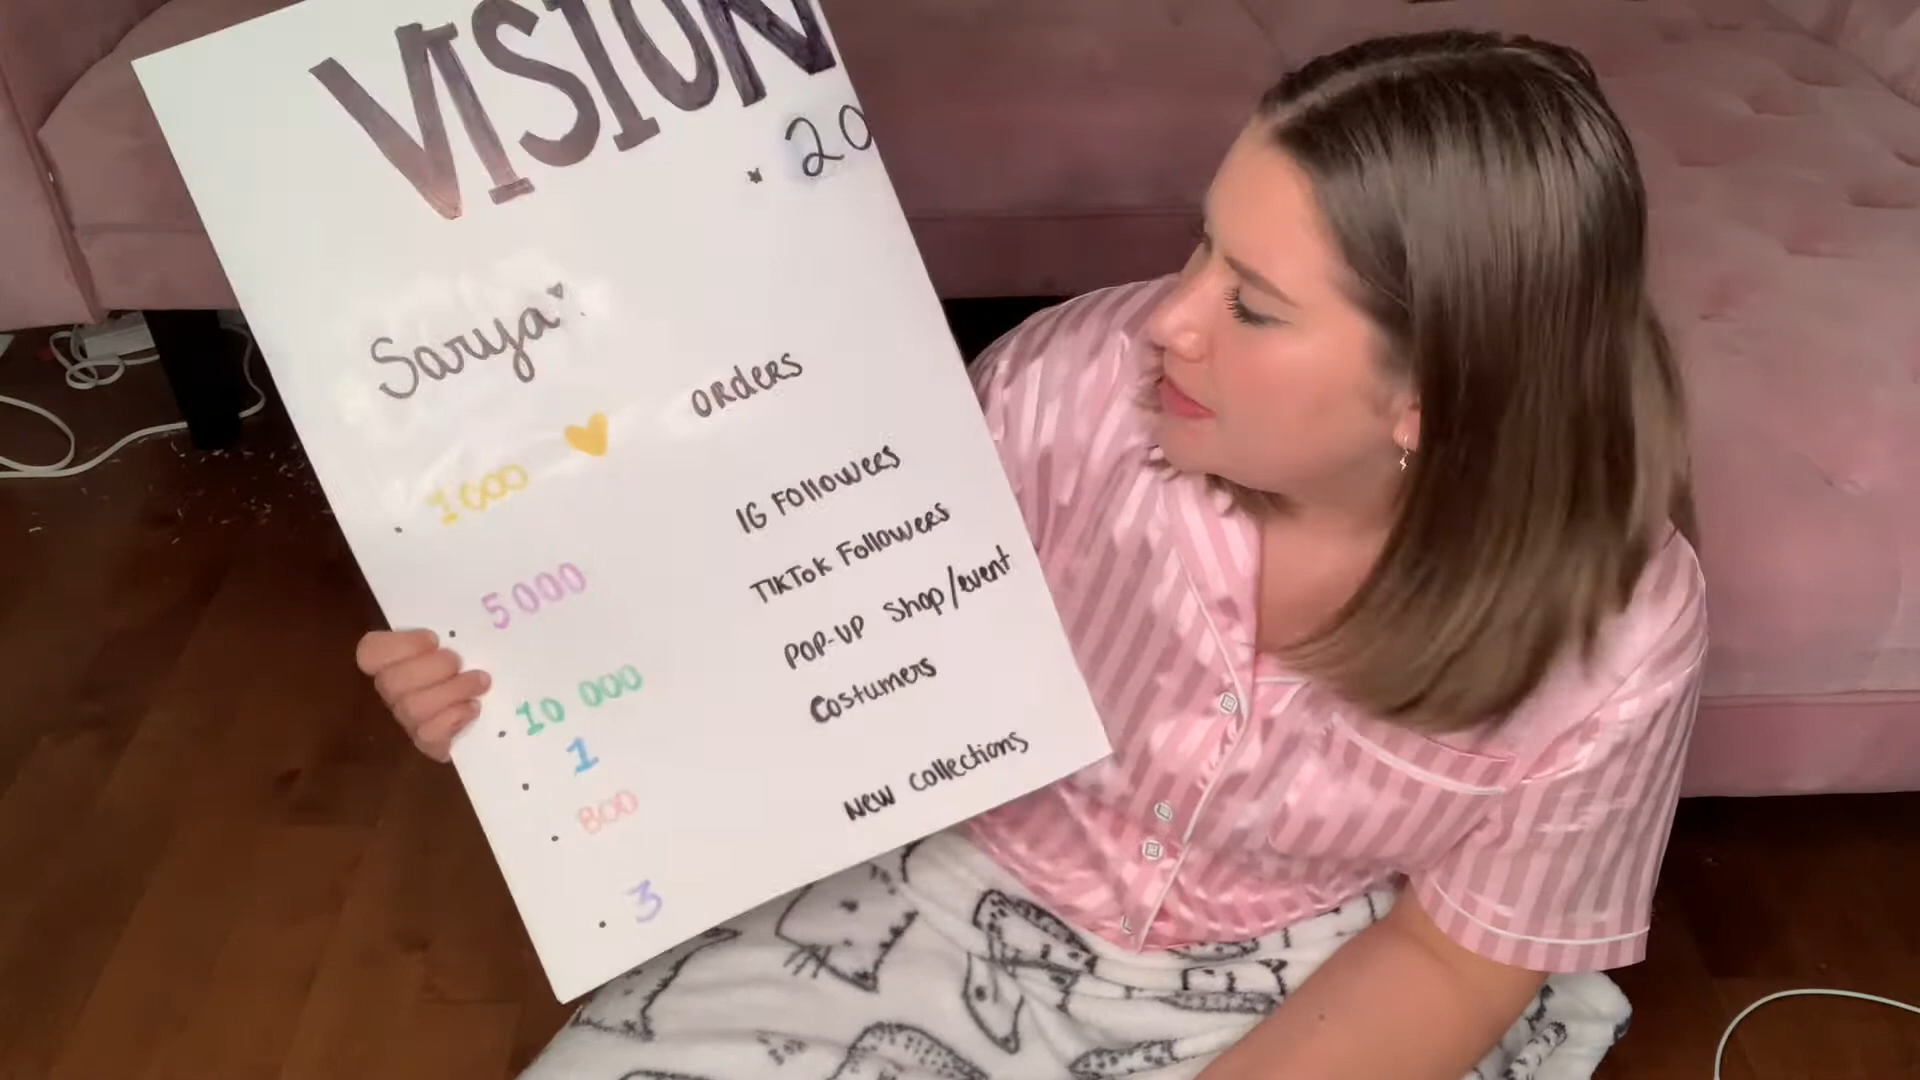 VISION
20
Sarya
1000 ORDERS
5000 IG Followers
10 000 TIKTOK Followers
1 POP-UP Shop/event
800 Costumers
3 New collections